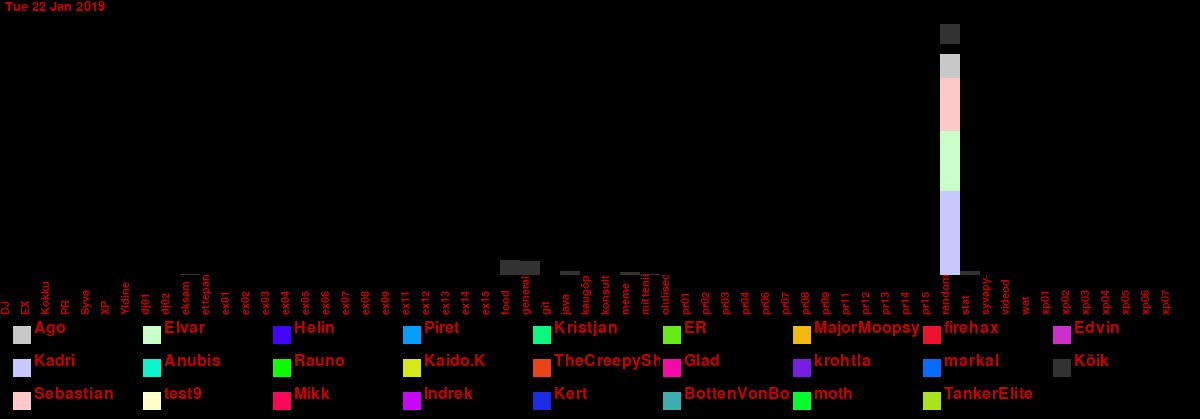 Tue 22 Jan 2019
DJ
EX
Kokku
PR
Syva
XP
Yldine
dj01
dj02
eksam
ettepan
ex01
ex02
ex03
ex04
ex05
ex06
ex07
ex08
ex09
ex11
ex12
ex13
ex14
ex15
food
general
git
java
kaugõp
konsult
meme
mitteniii
olulised
pr01
pr02
pr03
pr04
pr06
pr07
pr08
pr09
pr11
pr12
pr13
pr14
pr15
random
stat
syvapy-
videod
wat
xp01
xp02
xp03
xp04
xp05
xp06
xp07
Ago Elvar Helin Piret Kristjan ER MajorMoopsy firehax Edvin
Kadri Anubis Rauno Kaido.K TheCreepySh Glad krohtla markal Kõik
Sebastian test9 Mikk Indrek Kert BottenVonBo moth TankerElite